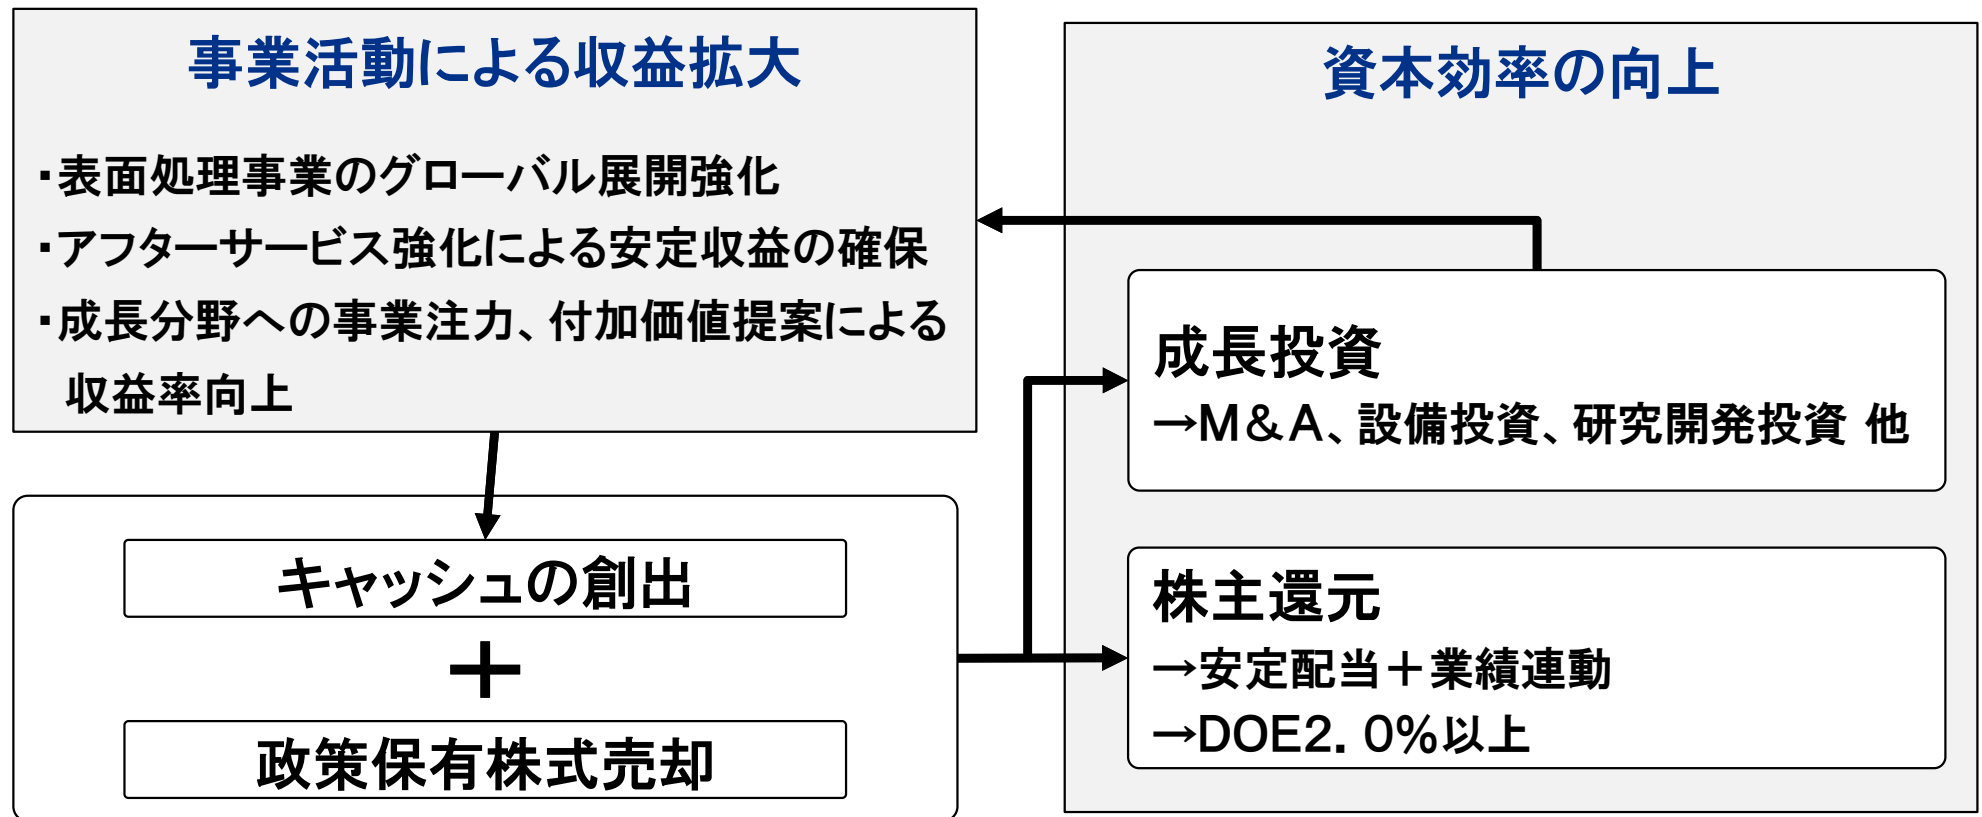 事業活動による収益拡大
・表面処理事業のグローバル展開強化
・アフターサービス強化による安定収益の確保
・成長分野への事業注力、付加価値提案による
収益率向上
キャッシュの創出
＋
政策保有株式売却
資本効率の向上
成長投資
→Ｍ＆Ａ、設備投資、研究開発投資 他
株主還元
→安定配当＋業績連動
→DOE2．0％以上